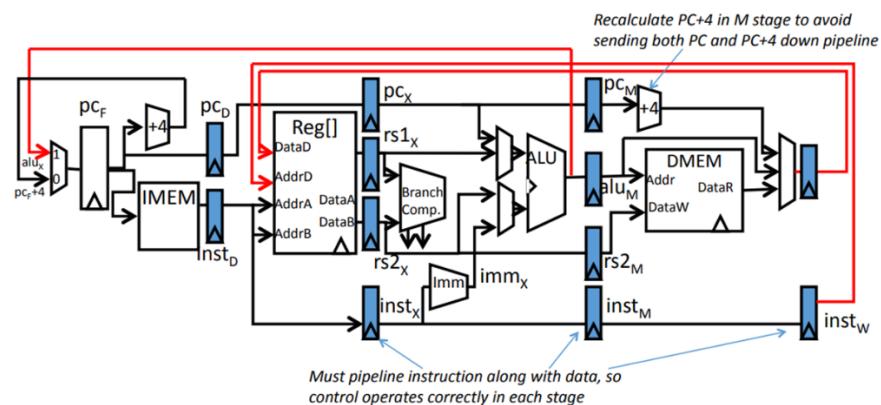 Recalculate PC+4 in M stage to avoid
sending both PC and PC+4 down pipeline
pc_F
+4
pc_D
pc_X
pc_M
+4
Reg[]
rs1_X
DataD
ALU
DMEM
alu_X
1
pc_F+4
0
AddrD
IMEM
Branch
Comp.
alu_M
Addr
DataR
AddrA
DataA
DataB
AddrB
DataW
inst_D
rs2_X
imm_X
rs2_M
Imm
inst_X
inst_M
inst_W
Must pipeline instruction along with data, so
control operates correctly in each stage